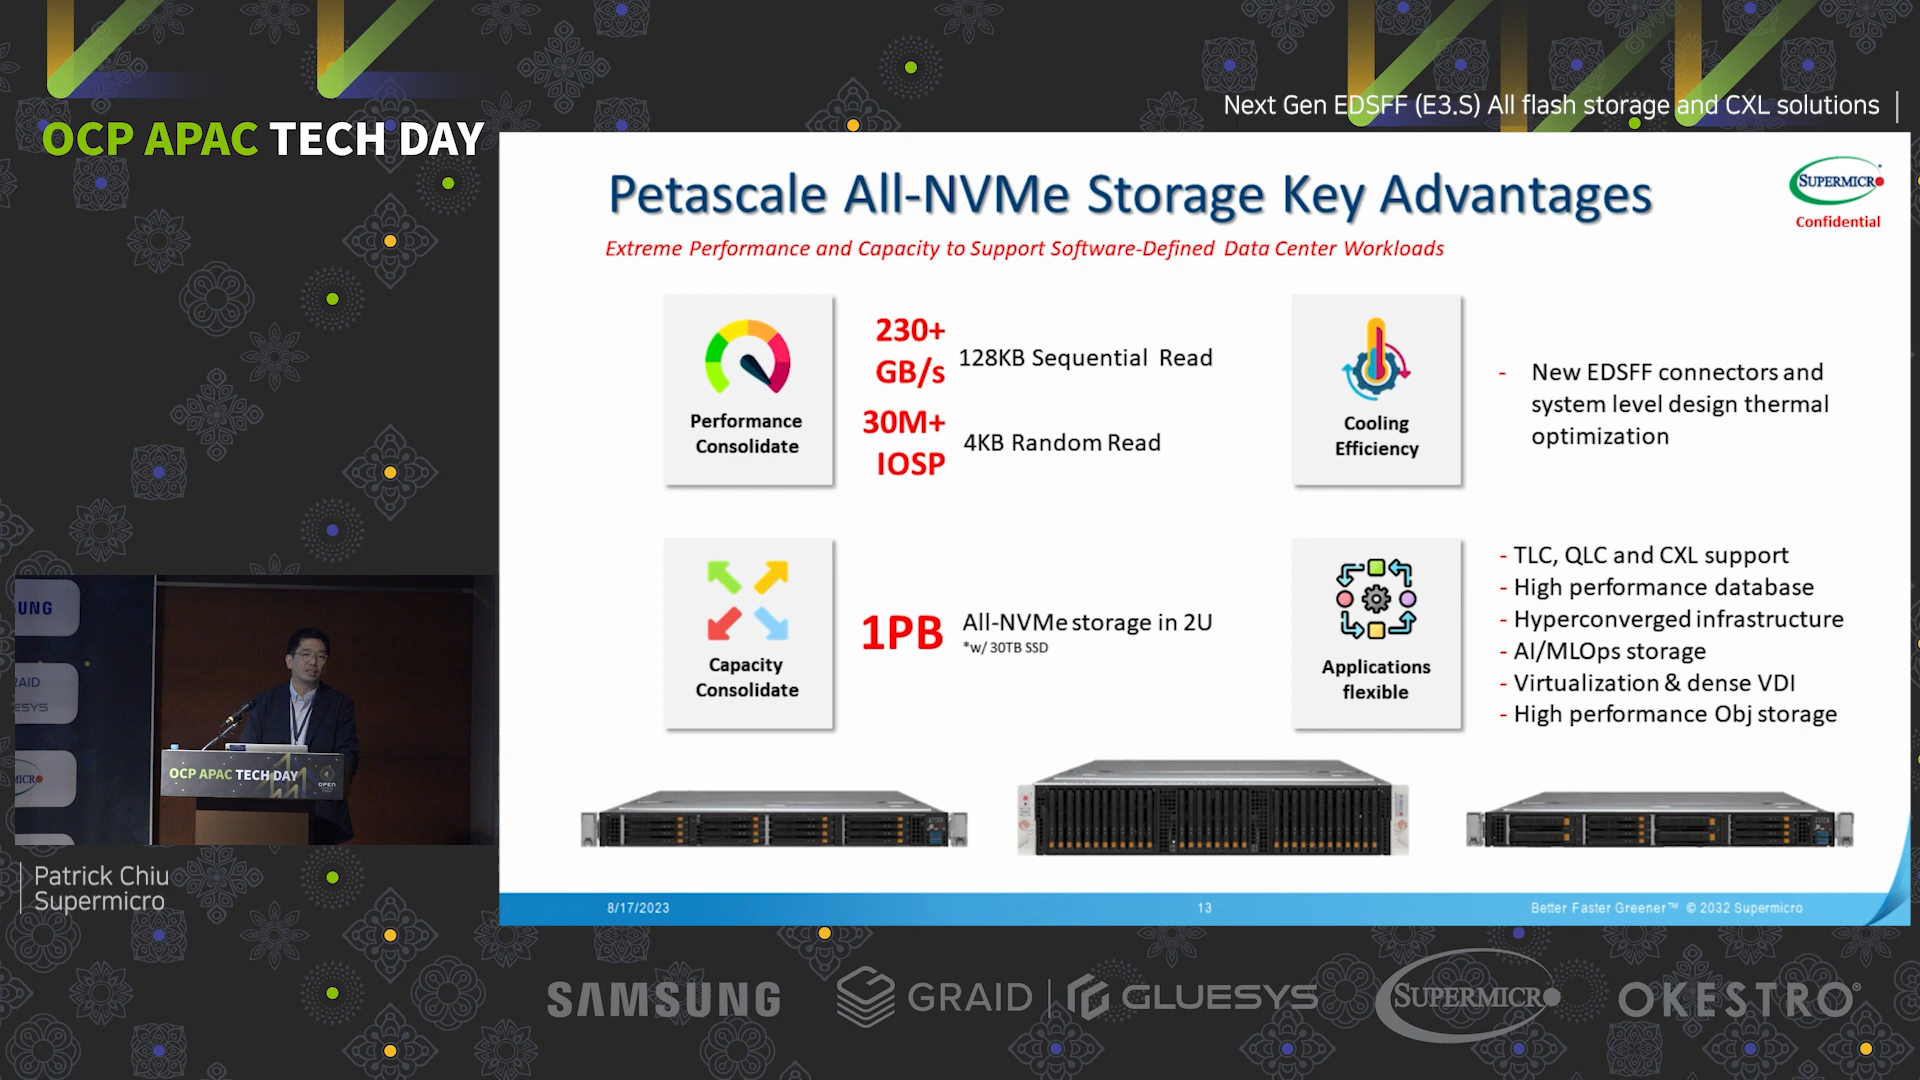 OCP APAC TECH DAY
Next Gen EDSFF (E3.S) All flash storage and CXL solutions
Petascale All-NVMe Storage Key Advantages
SUPERMICRO
Confidential
Extreme Performance and Capacity to Support Software-Defined Data Center Workloads
Performance
Consolidate
230+
GB/s
128KB Sequential Read
30M+
IOSP
4KB Random Read
Cooling
Efficiency
- New EDSFF connectors and
system level design thermal
optimization
Capacity
Consolidate
1PB
All-NVMe storage in 2U
*w/ 30TB SSD
Applications
flexible
- TLC, QLC and CXL support
- High performance database
- Hyperconverged infrastructure
- AI/MLOps storage
- Virtualization & dense VDI
- High performance Obj storage
8/17/2023
13
Better Faster Greener™ © 2032 Supermicro
UNG
RAID
ESYS
MICR
OCP APAC TECH DAY
OPEN
Patrick Chiu
Supermicro
SAMSUNG
GRAID
GLUESYS
SUPERMICRO
OKESTRO®